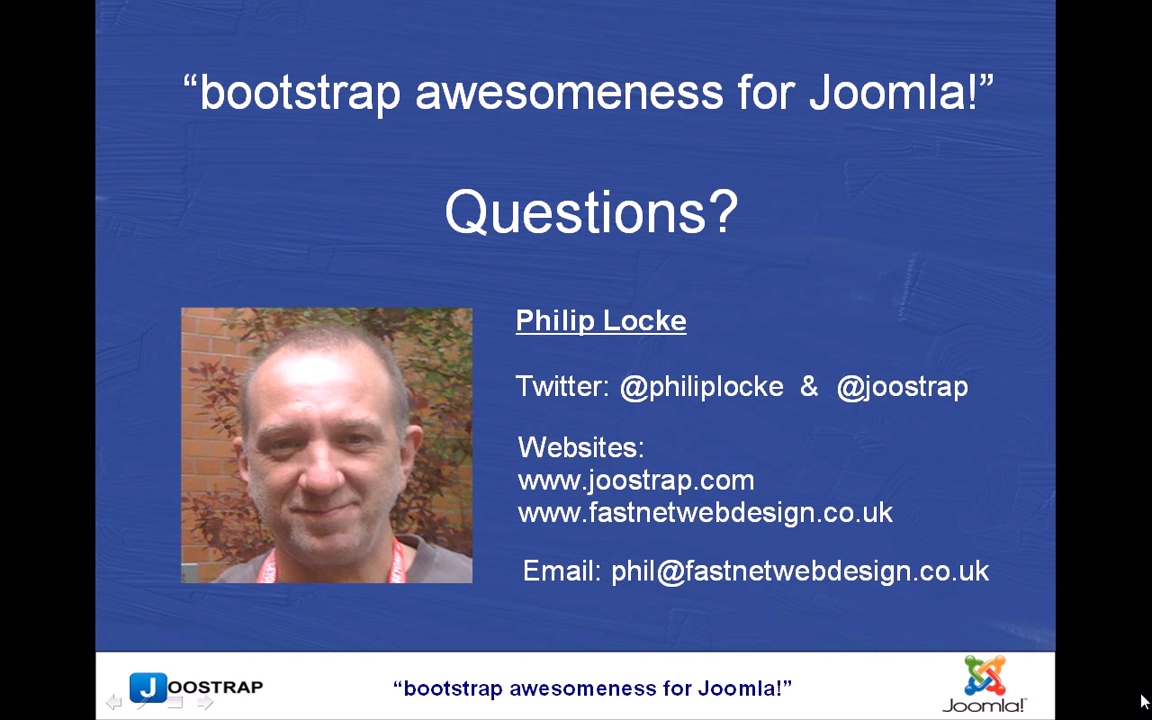 “bootstrap awesomeness for Joomla!”
Questions?
Philip Locke
Twitter: @philiplocke & @joostrap
Websites:
www.joostrap.com
www.fastnetwebdesign.co.uk
Email: phil@fastnetwebdesign.co.uk
JOOSTRAP
“bootstrap awesomeness for Joomla!”
Joomla!